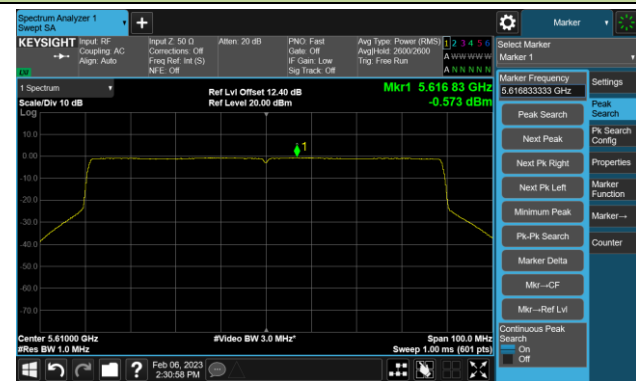 Spectrum Analyzer 1
Swept SA
+
Marker
KEYSIGHT
Input: RF
Coupling: AC
Align: Auto
Input Z: 50 Ω
Corrections: Off
Freq Ref: Int (S)
NFE: Off
Atten: 20 dB
PNO: Fast
Gate: Off
IF Gain: Low
Sig Track: Off
Avg Type: Power (RMS)
Avg|Hold: 2600/2600
Trig: Free Run
1 2 3 4 5 6
A W W W W W
A N N N N N
Select Marker
Marker 1
LXI
1 Spectrum
Scale/Div 10 dB
Log
Ref Lvl Offset 12.40 dB
Ref Level 20.00 dBm
Mkr1 5.616 83 GHz
-0.573 dBm
Marker Frequency
5.616833333 GHz
Settings
Peak Search
Peak
Search
Next Peak
Pk Search
Config
Next Pk Right
Properties
Next Pk Left
Marker
Function
Minimum Peak
Marker→
Pk-Pk Search
Counter
Marker Delta
Mkr→CF
Mkr→Ref Lvl
Continuous Peak
Search
On
Off
10.0
0.00
1
-10.0
-20.0
-30.0
-40.0
-50.0
-60.0
-70.0
Center 5.61000 GHz
#Res BW 1.0 MHz
#Video BW 3.0 MHz*
Span 100.0 MHz
Sweep 1.00 ms (601 pts)
?
Feb 06, 2023
2:30:58 PM